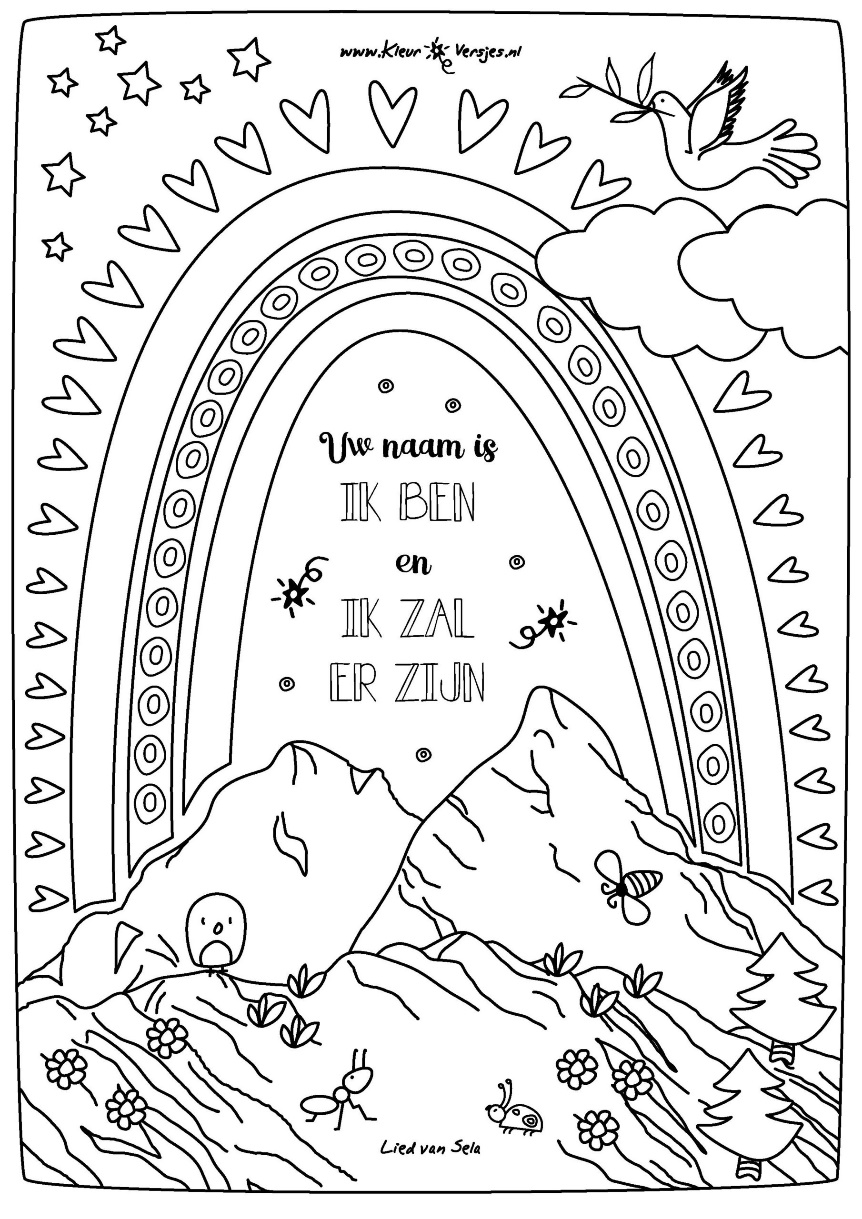 www.Kleur Versjes.nl
Uw naam is
IK BEN
en
IK ZAL
ER ZIJN
Lied van Sela